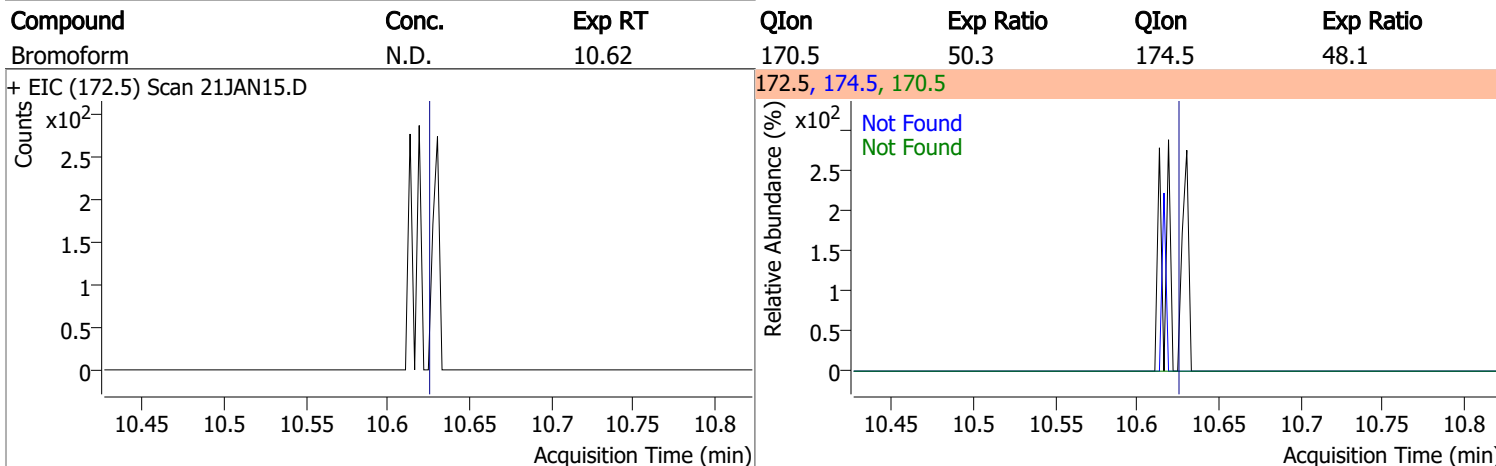 Compound Conc. Exp RT QIon Exp Ratio QIon Exp Ratio
Bromoform N.D. 10.62 170.5 50.3 174.5 48.1
+ EIC (172.5) Scan 21JAN15.D
Counts
x10²
2.5
2
1.5
1
0.5
0
10.45 10.5 10.55 10.6 10.65 10.7 10.75 10.8
Acquisition Time (min)
172.5, 174.5, 170.5
Relative Abundance (%)
x10²
Not Found
Not Found
2.5
2
1.5
1
0.5
0
10.45 10.5 10.55 10.6 10.65 10.7 10.75 10.8
Acquisition Time (min)